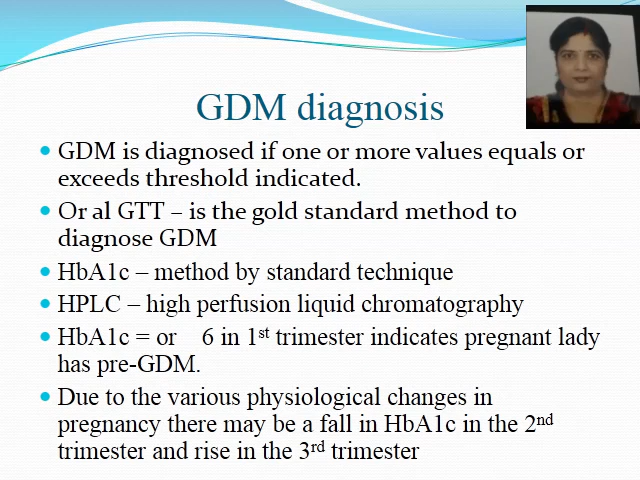 GDM diagnosis
GDM is diagnosed if one or more values equals or
exceeds threshold indicated.
Or al GTT – is the gold standard method to
diagnose GDM
HbA1c – method by standard technique
HPLC – high perfusion liquid chromatography
HbA1c = or 6 in 1st trimester indicates pregnant lady
has pre-GDM.
Due to the various physiological changes in
pregnancy there may be a fall in HbA1c in the 2nd
trimester and rise in the 3rd trimester